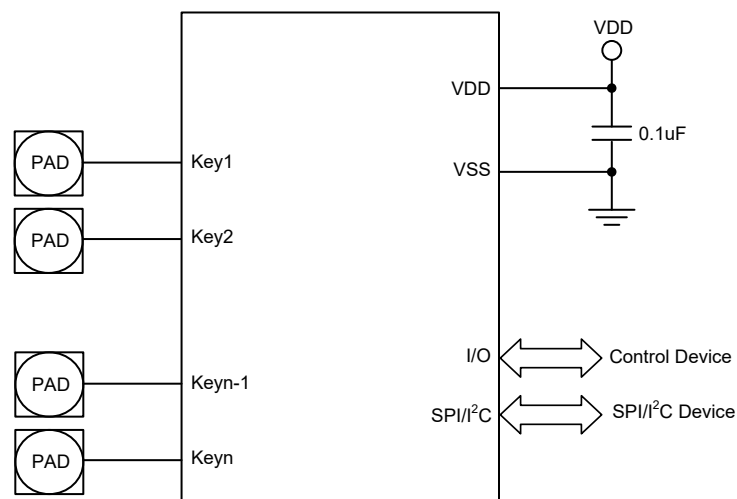 VDD
VDD
0.1uF
PAD
Key1
VSS
PAD
Key2
I/O
Control Device
PAD
Keyn-1
SPI/I²C
SPI/I²C Device
PAD
Keyn